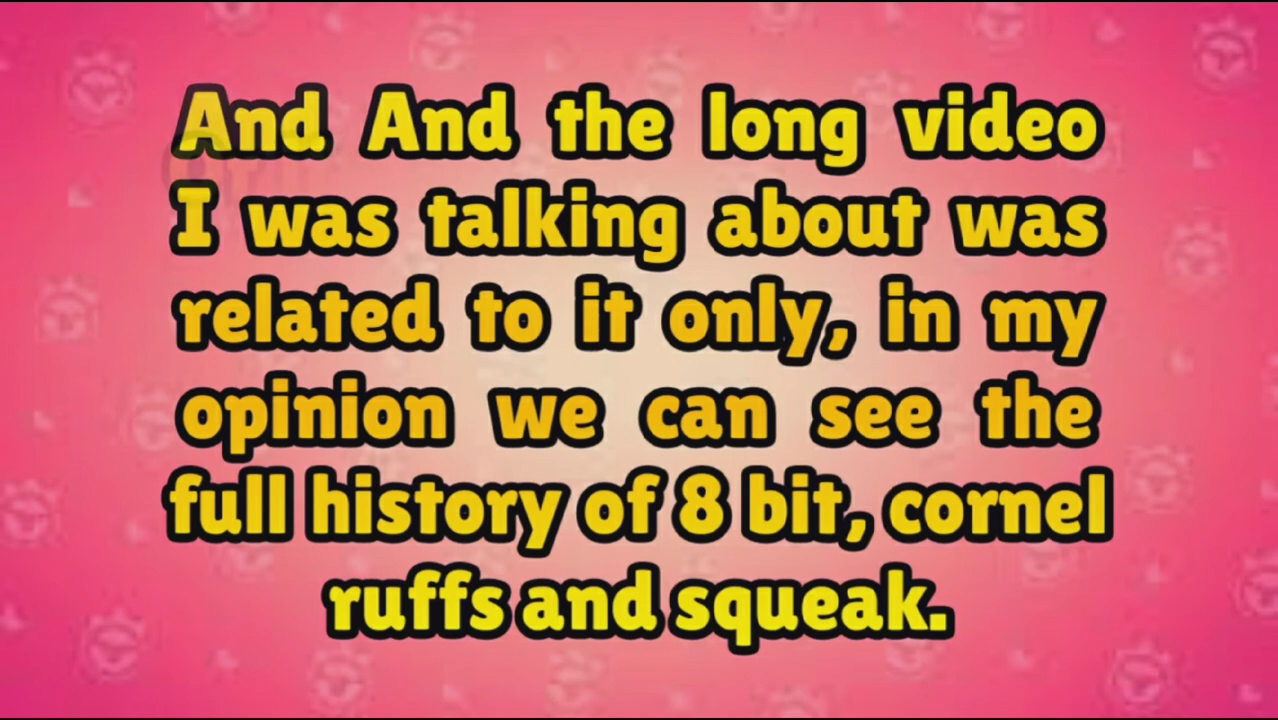 And And the long video
I was talking about was
related to it only, in my
opinion we can see the
full history of 8 bit, cornel
ruffs and squeak.